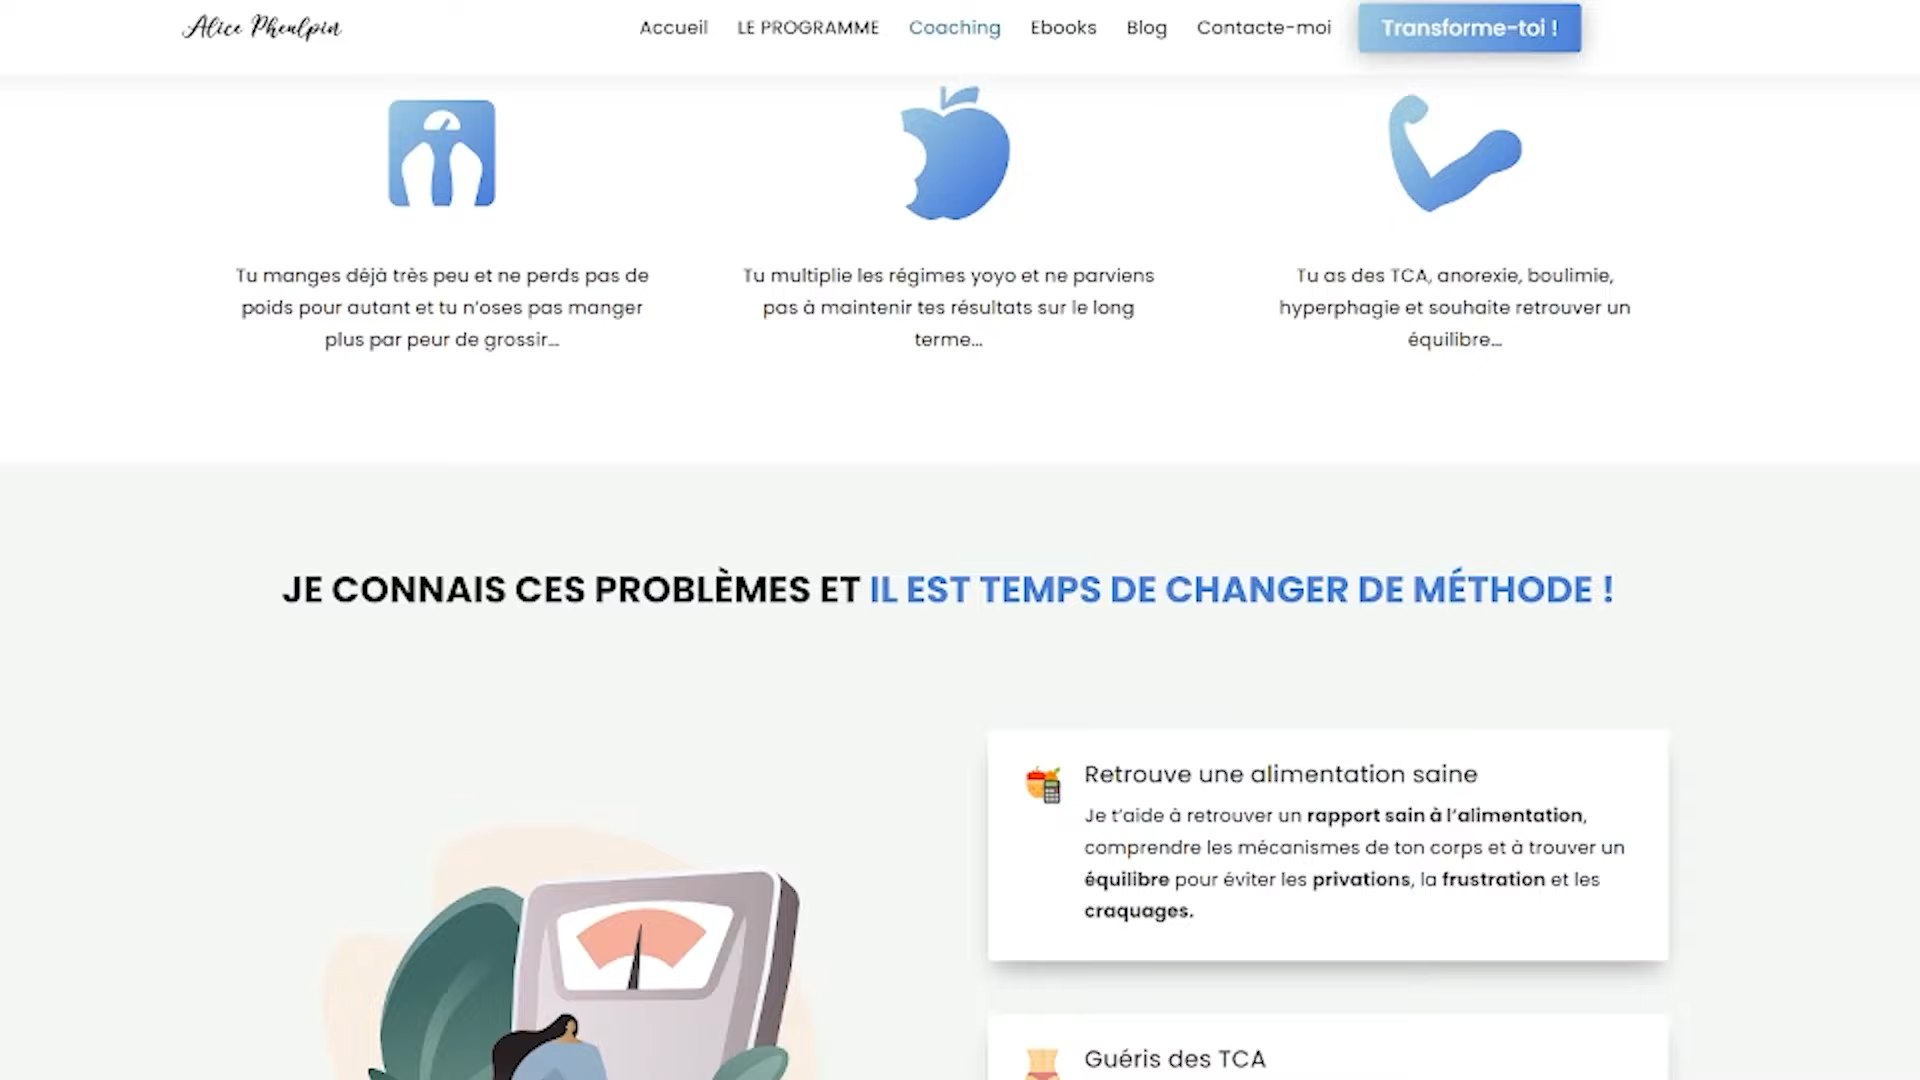 Alice Pheulpin
Accueil LE PROGRAMME Coaching Ebooks Blog Contacte-moi Transforme-toi !
Tu manges déjà très peu et ne perds pas de
poids pour autant et tu n’oses pas manger
plus par peur de grossir…
Tu multiplie les régimes yoyo et ne parviens
pas à maintenir tes résultats sur le long
terme…
Tu as des TCA, anorexie, boulimie,
hyperphagie et souhaite retrouver un
équilibre…
JE CONNAIS CES PROBLÈMES ET IL EST TEMPS DE CHANGER DE MÉTHODE !
Retrouve une alimentation saine
Je t’aide à retrouver un rapport sain à l’alimentation,
comprendre les mécanismes de ton corps et à trouver un
équilibre pour éviter les privations, la frustration et les
craquages.
Guéris des TCA